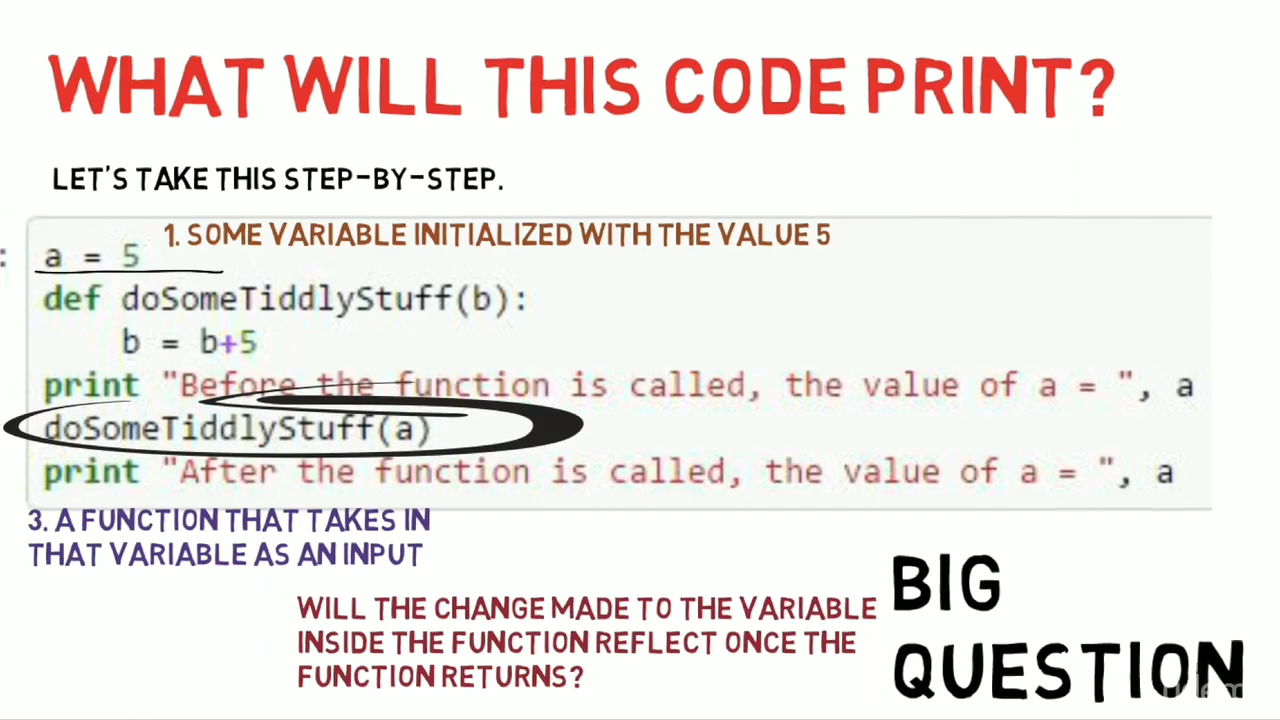 WHAT WILL THIS CODE PRINT?
LET'S TAKE THIS STEP-BY-STEP.
1. SOME VARIABLE INITIALIZED WITH THE VALUE 5
: a = 5
def doSomeTiddlyStuff(b):
b = b+5
print "Before the function is called, the value of a = ", a
doSomeTiddlyStuff(a)
print "After the function is called, the value of a = ", a
3. A FUNCTION THAT TAKES IN
THAT VARIABLE AS AN INPUT
WILL THE CHANGE MADE TO THE VARIABLE
INSIDE THE FUNCTION REFLECT ONCE THE
FUNCTION RETURNS?
BIG
QUESTION